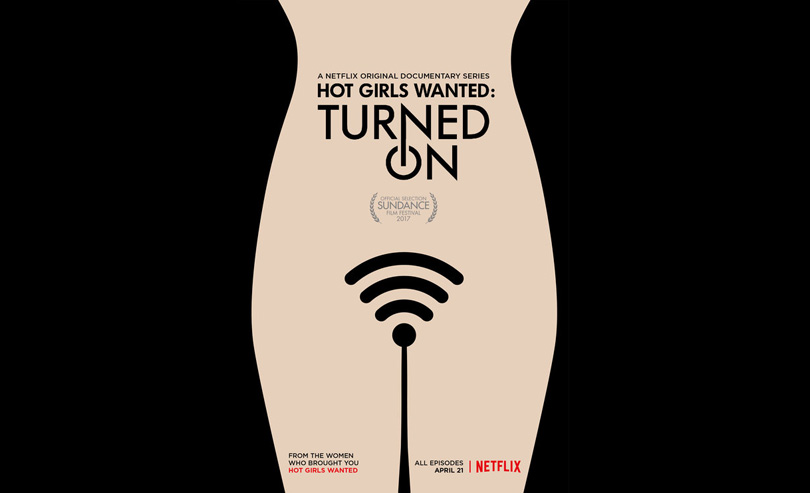 A NETFLIX ORIGINAL DOCUMENTARY SERIES
HOT GIRLS WANTED:
TURNED
ON
OFFICIAL SELECTION
SUNDANCE
FILM FESTIVAL
2017
FROM THE WOMEN
WHO BROUGHT YOU
HOT GIRLS WANTED
ALL EPISODES
APRIL 21
NETFLIX